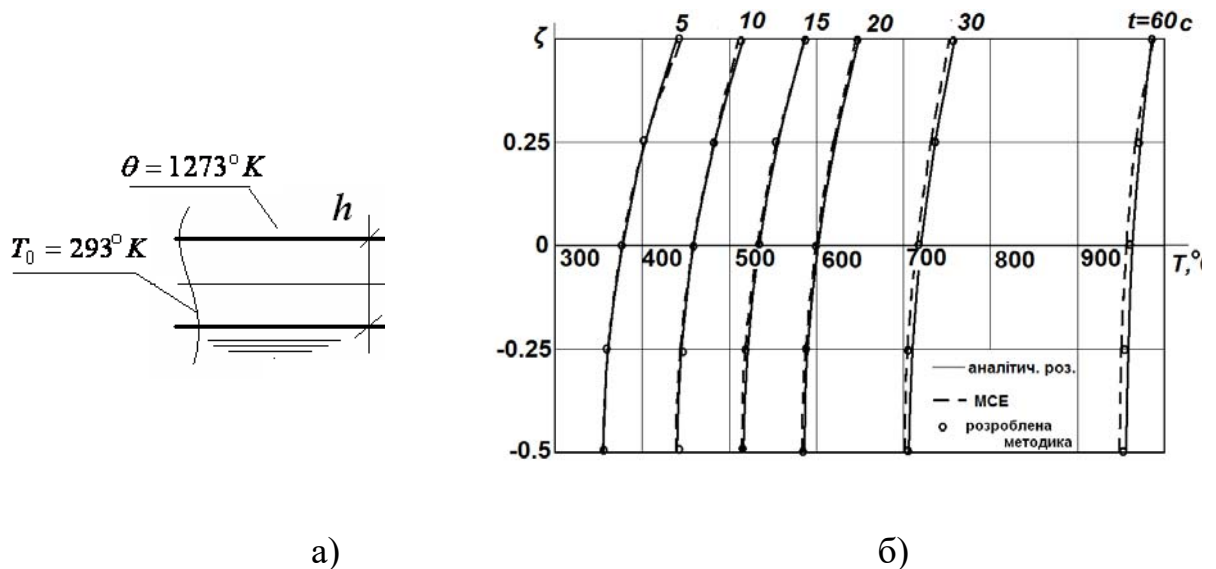 θ = 1273° K
h
T₀ = 293° K
а)
5 10 15 20 30 t=60 c
ζ
0.25
0
300 400 500 600 700 800 900 T,°
-0.25
аналітич. роз.
МСЕ
розроблена
методика
-0.5
б)